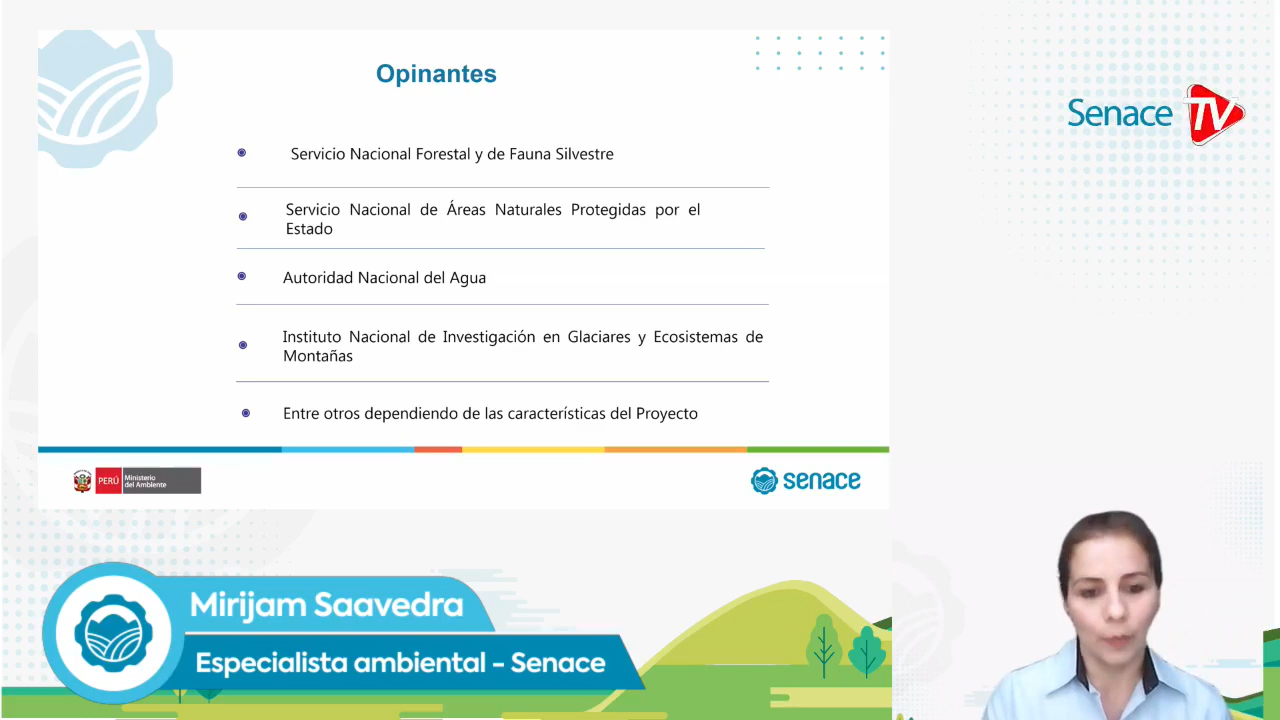 Opinantes
Servicio Nacional Forestal y de Fauna Silvestre
Servicio Nacional de Áreas Naturales Protegidas por el
Estado
Autoridad Nacional del Agua
Instituto Nacional de Investigación en Glaciares y Ecosistemas de
Montañas
Entre otros dependiendo de las características del Proyecto
PERÚ
Ministerio
del Ambiente
senace
Senace TV
Mirijam Saavedra
Especialista ambiental - Senace